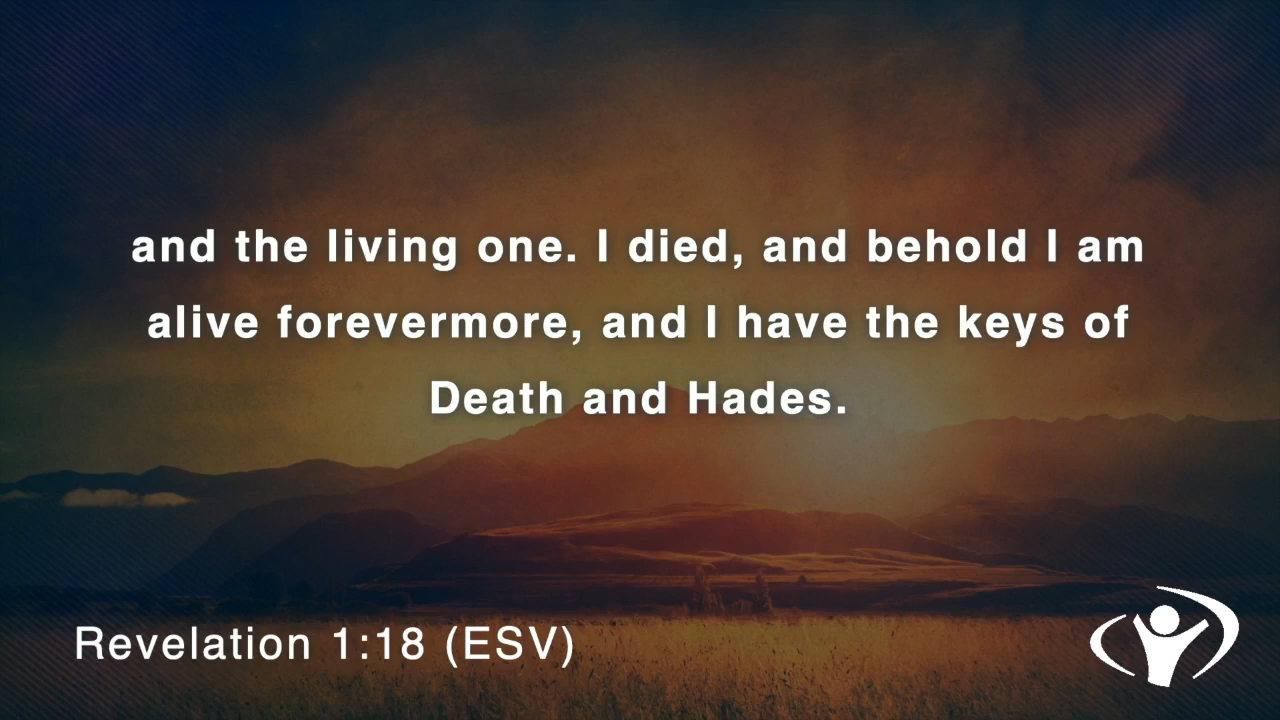 and the living one. I died, and behold I am
alive forevermore, and I have the keys of
Death and Hades.
Revelation 1:18 (ESV)